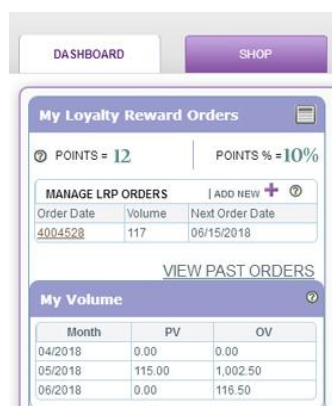 DASHBOARD SHOP
My Loyalty Reward Orders
? POINTS = 12 POINTS % = 10%
MANAGE LRP ORDERS | ADD NEW + ?
Order Date Volume Next Order Date
4004528 117 06/15/2018
VIEW PAST ORDERS
My Volume ?
Month PV OV
04/2018 0.00 0.00
05/2018 115.00 1,002.50
06/2018 0.00 116.50